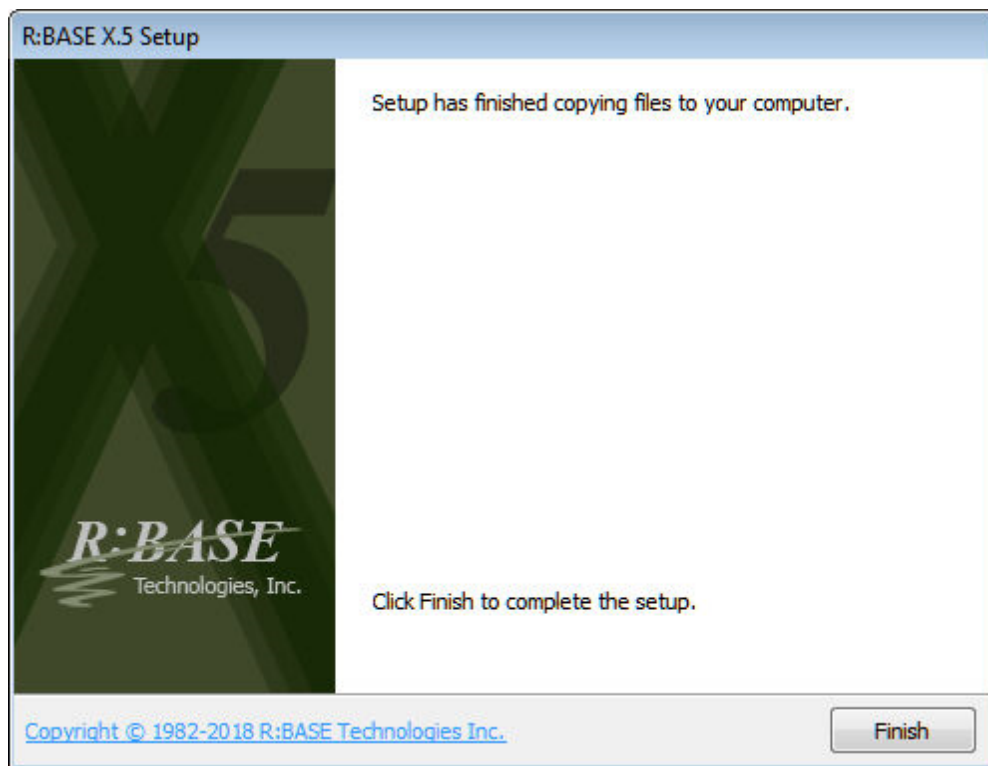 R:BASE X.5 Setup
Setup has finished copying files to your computer.
X
5
R:BASE
Technologies, Inc.
Click Finish to complete the setup.
Copyright © 1982-2018 R:BASE Technologies Inc.
Finish